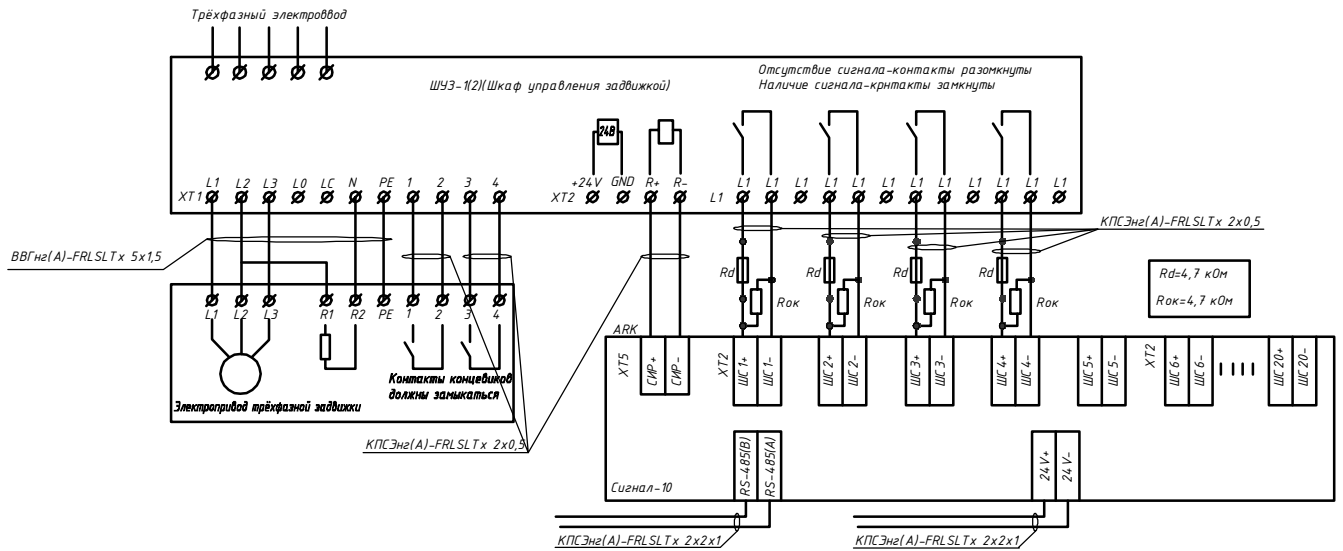 Трёхфазный электроввод
ШУЗ-1(2)(Шкаф управления задвижкой)
Отсутствие сигнала-контакты разомкнуты
Наличие сигнала-крнтакты замкнуты
24В
XT1 L1 L2 L3 L0 LC N PE 1 2 3 4
XT2 +24V GND R+ R-
L1 L1 L1 L1 L1 L1 L1 L1 L1 L1 L1 L1 L1
ВВГнг(А)-FRLSLTx 5x1,5
КПСЭнг(А)-FRLSLTx 2x0,5
Rd Rd Rd Rd
Rок Rок Rок Rок
Rd=4,7 кОм
Rок=4,7 кОм
L1 L2 L3 R1 R2 PE 1 2 3 4
Контакты концевиков
должны замыкаться
Электропривод трёхфазной задвижки
КПСЭнг(А)-FRLSLTx 2x0,5
ARK
XT5 СИР+ СИР-
XT2 ШС1+ ШС1- ШС2+ ШС2- ШС3+ ШС3- ШС4+ ШС4- ШС5+ ШС5-
XT2 ШС6+ ШС6- ШС20+ ШС20-
RS-485(B) RS-485(A)
24V+ 24V-
Сигнал-10
КПСЭнг(А)-FRLSLTx 2x2x1
КПСЭнг(А)-FRLSLTx 2x2x1